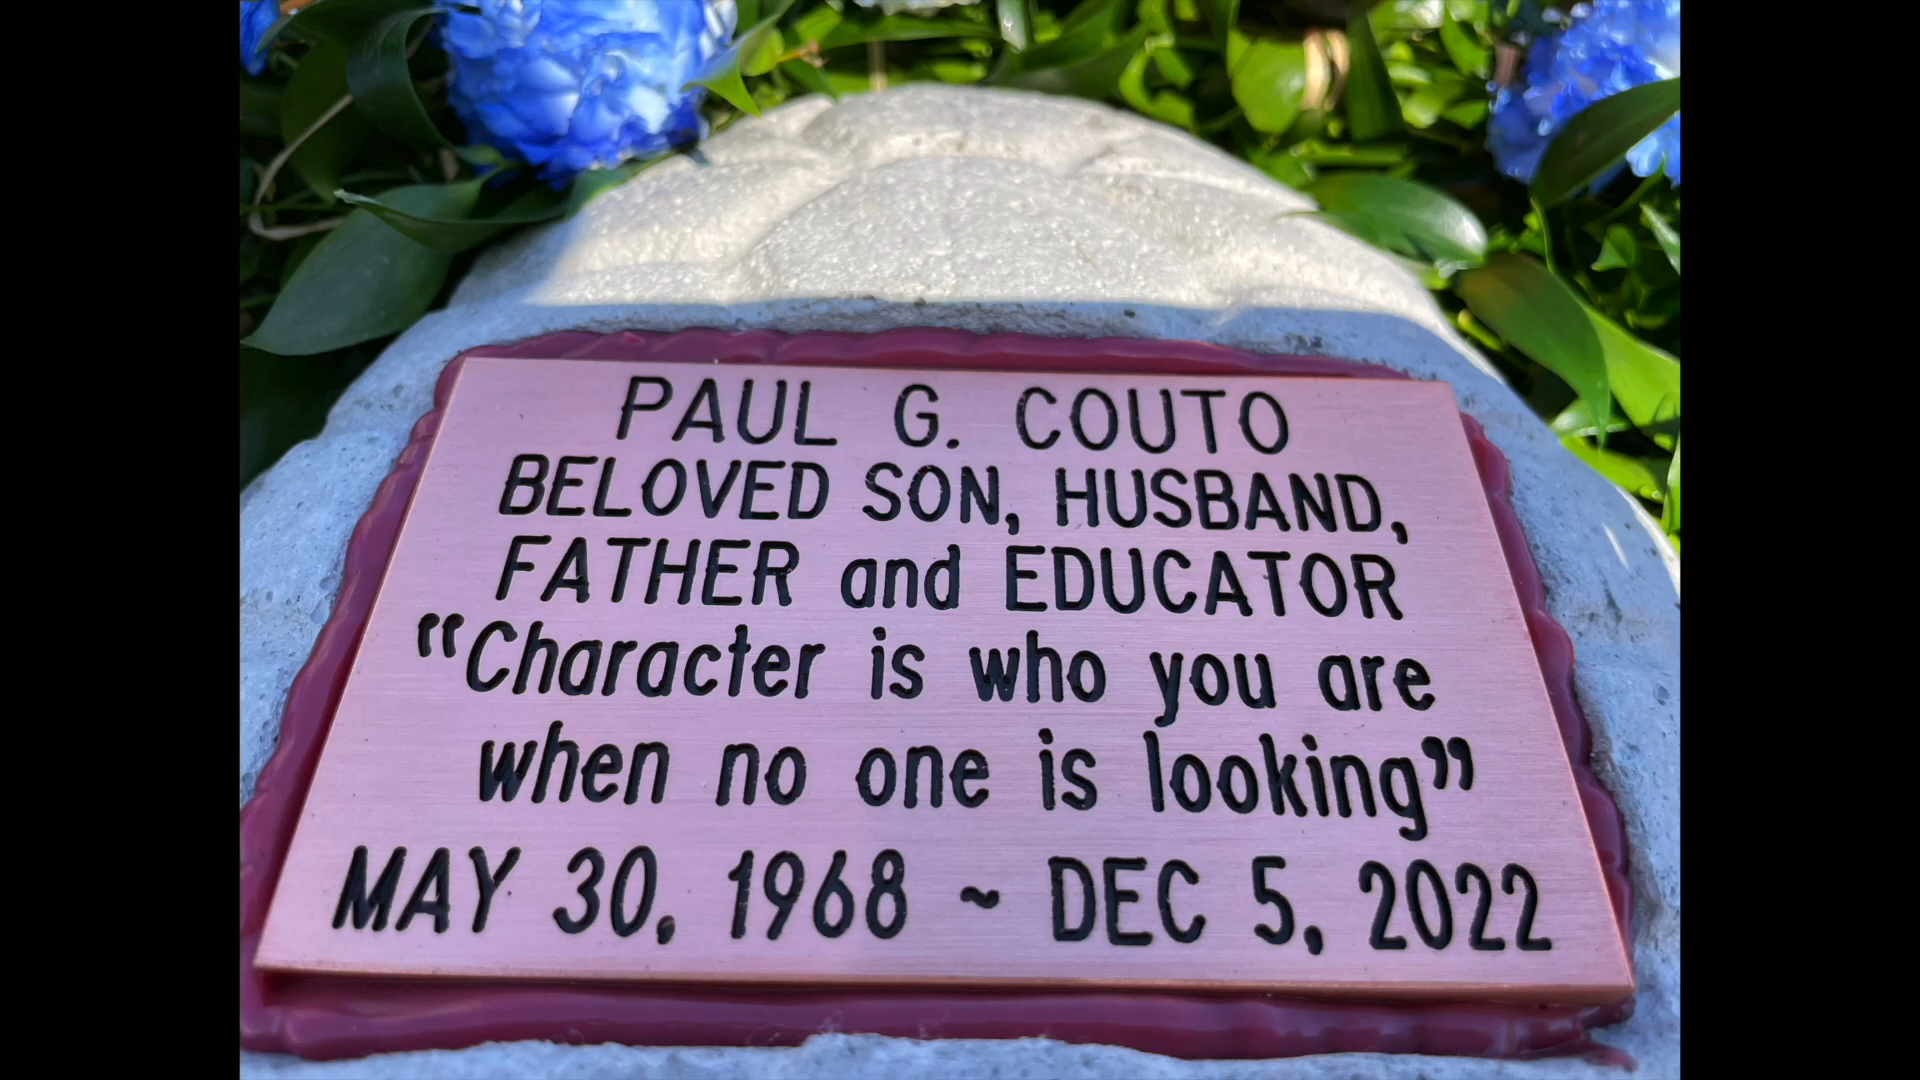 PAUL G. COUTO
BELOVED SON, HUSBAND,
FATHER and EDUCATOR
“Character is who you are
when no one is looking”
MAY 30, 1968 ~ DEC 5, 2022